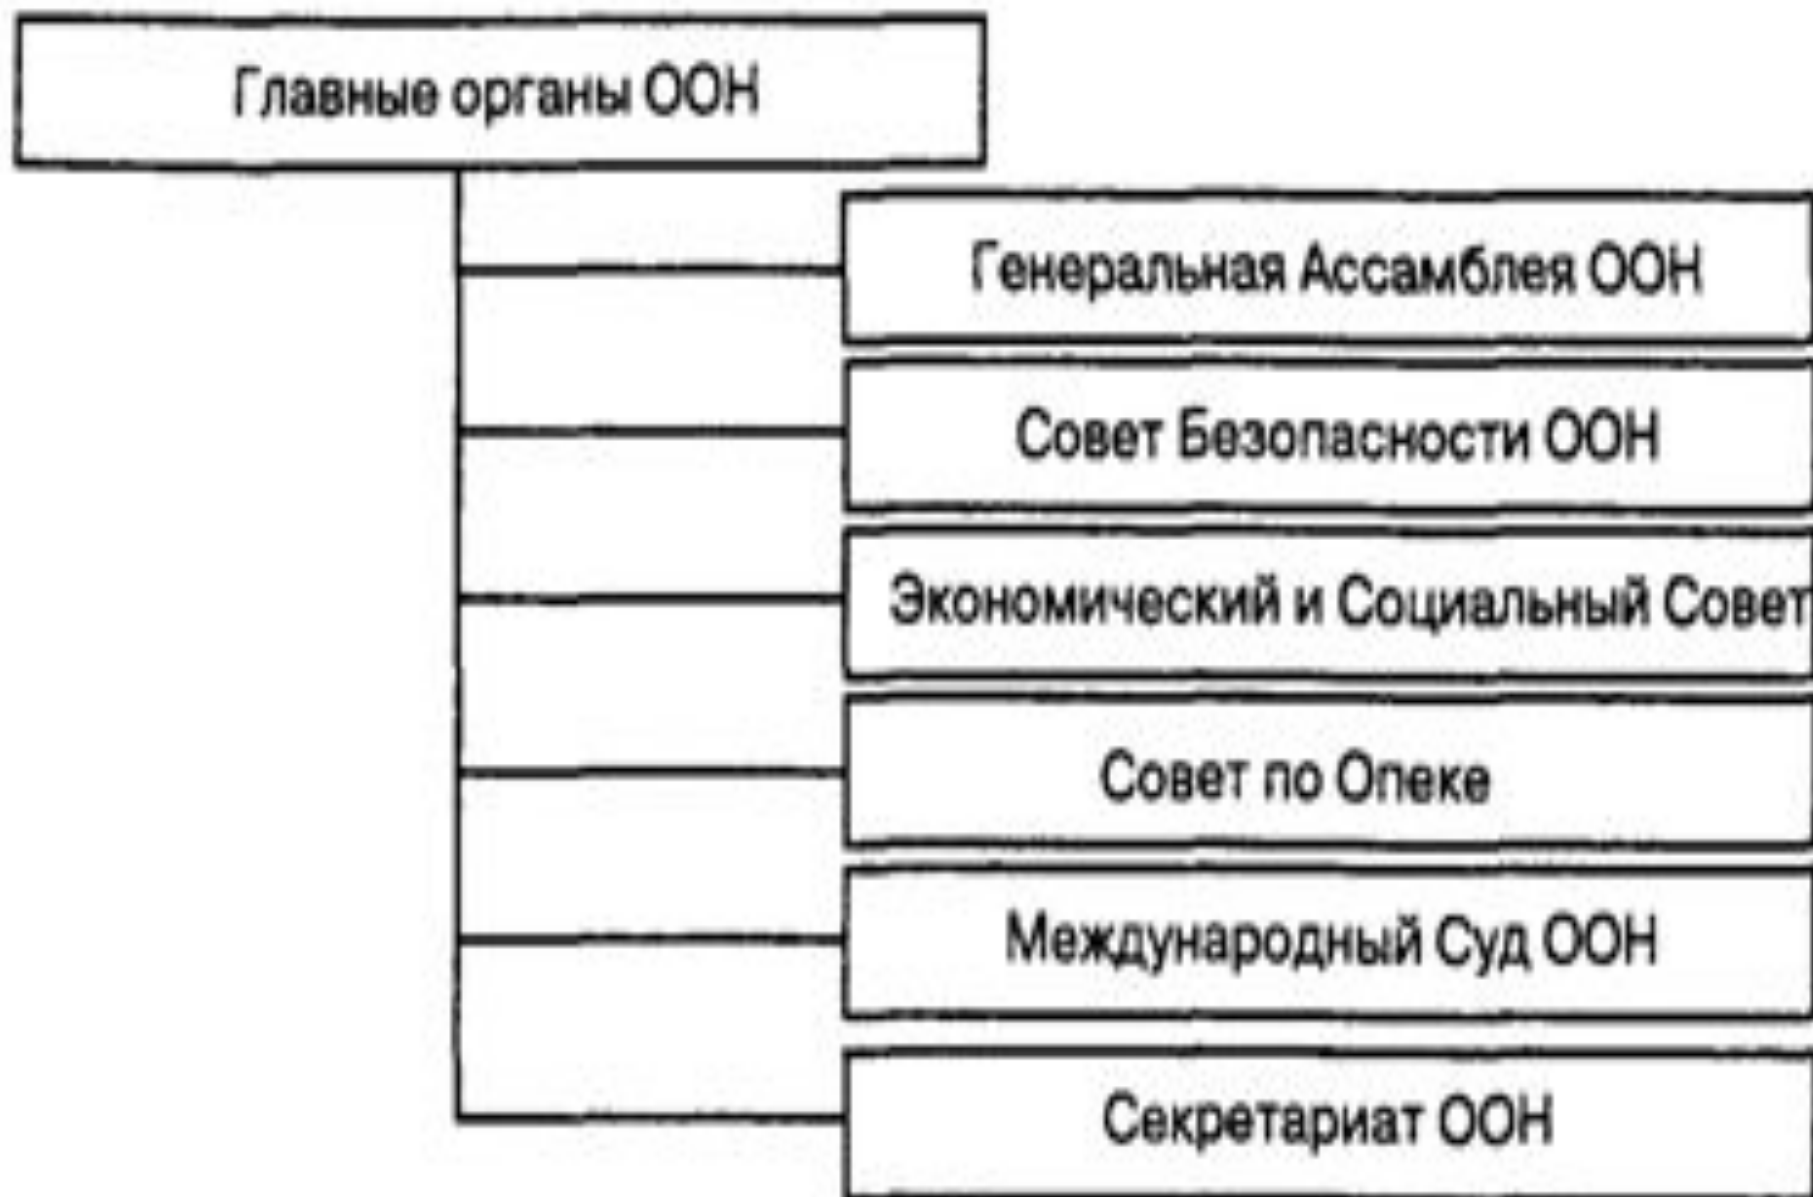 Главные органы ООН
Генеральная Ассамблея ООН
Совет Безопасности ООН
Экономический и Социальный Совет
Совет по Опеке
Международный Суд ООН
Секретариат ООН